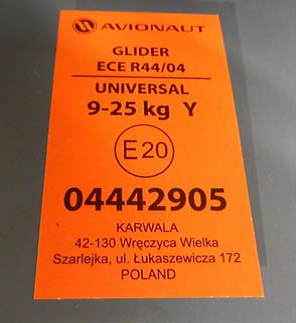 AVIONAUT
GLIDER
ECE R44/04
UNIVERSAL
9-25 kg Y
E20
04442905
KARWALA
42-130 Wręczyca Wielka
Szarlejka, ul. Łukaszewicza 172
POLAND